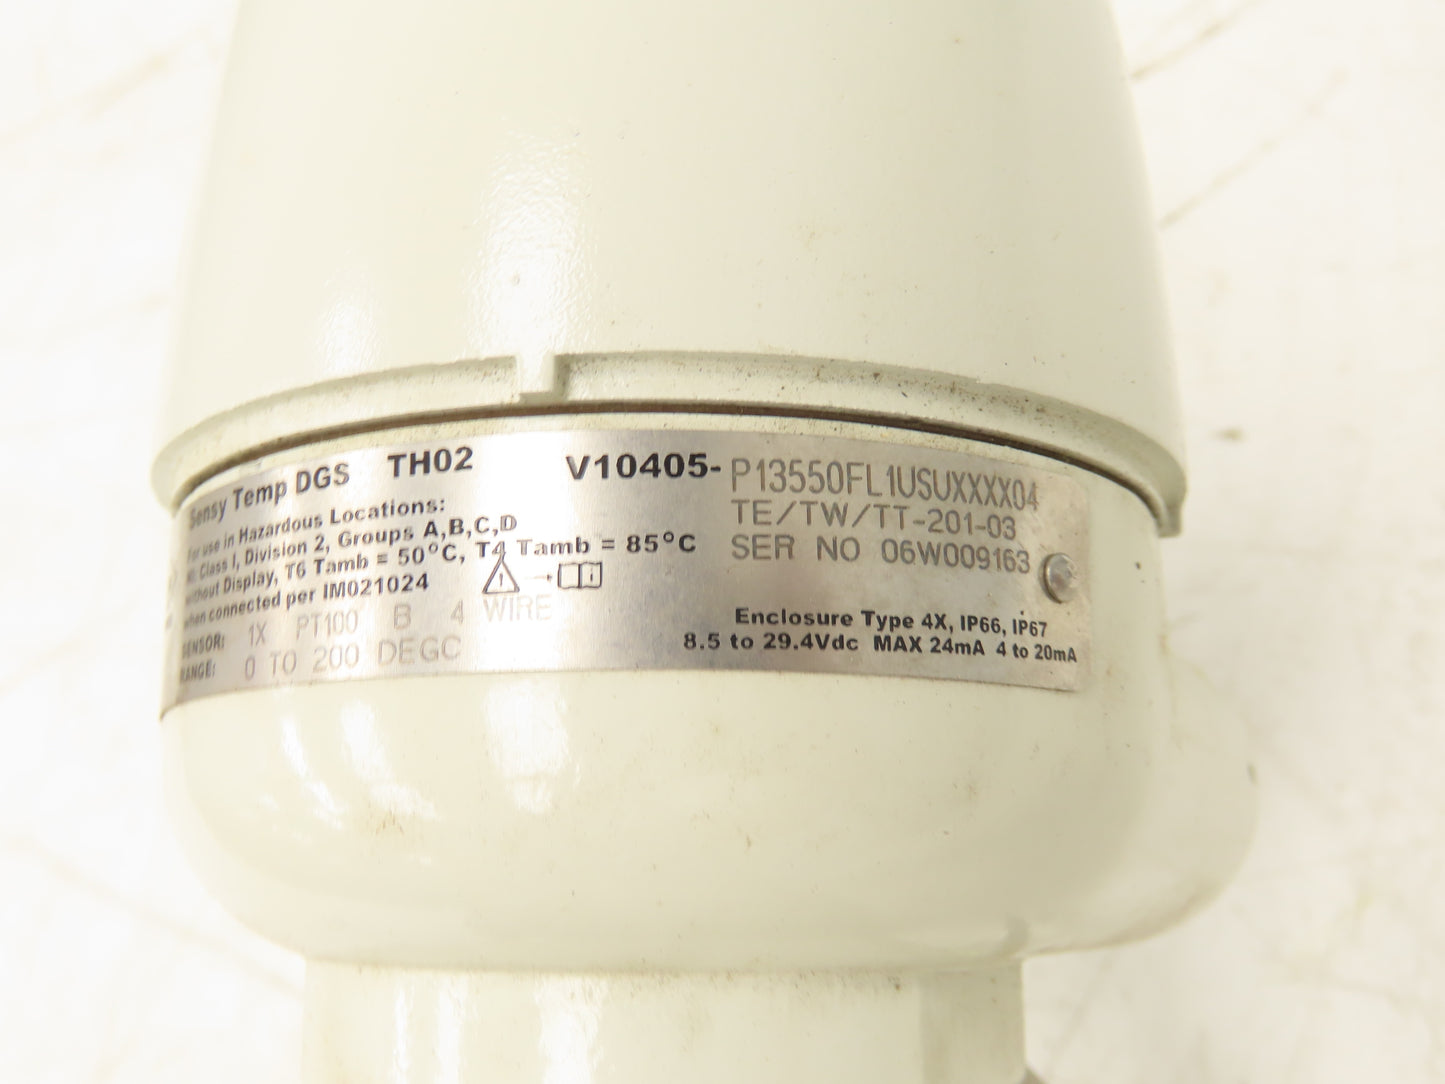 Sensy Temp DGS TH02 V10405- P13550FL1USUXXXX04
TE/TW/TT-201-03
SER NO 06W009163
For use in Hazardous Locations:
Class I, Division 2, Groups A,B,C,D
without Display, T6 Tamb = 50°C, T4 Tamb = 85°C
when connected per IM021024
SENSOR: 1X PT100 B 4 WIRE
RANGE: 0 TO 200 DEGC
Enclosure Type 4X, IP66, IP67
8.5 to 29.4Vdc MAX 24mA 4 to 20mA